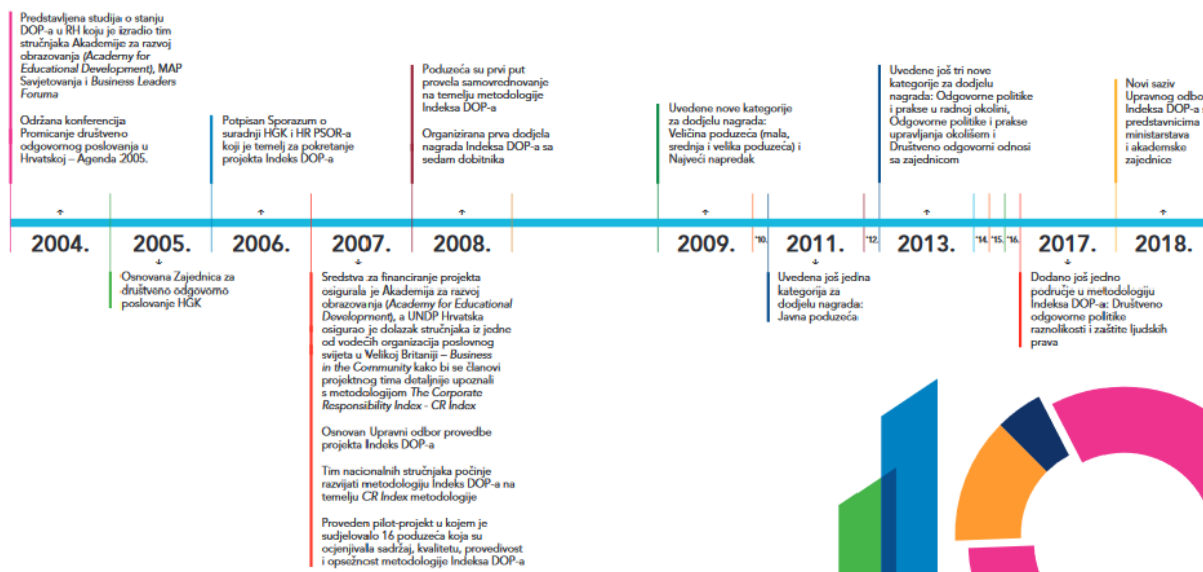 Predstavljena studija o stanju
DOP-a u RH koju je izradio tim
stručnjaka Akademije za razvoj
obrazovanja (Academy for
Educational Development), MAP
Savjetovanja i Business Leaders
Foruma
Održana konferencija
Promicanje društveno
odgovornog poslovanja u
Hrvatskoj – Agenda 2005.
Potpisan Sporazum o
suradnji HGK i HR PSOR-a
koji je temelj za pokretanje
projekta Indeks DOP-a
Poduzeća su prvi put
provela samovrednovanje
na temelju metodologije
Indeksa DOP-a
Organizirana prva dodjela
nagrada Indeksa DOP-a sa
sedam dobitnika
Uvedene nove kategorije
za dodjelu nagrada:
Veličina poduzeća (mala,
srednja i velika poduzeća) i
Najveći napredak
Uvedene još tri nove
kategorije za dodjelu
nagrada: Odgovorne politike
i prakse u radnoj okolini,
Odgovorne politike i prakse
upravljanja okolišem i
Društveno odgovorni odnosi
sa zajednicom
Novi saziv
Upravnog odbo
Indeksa DOP-a s
predstavnicima
ministarstava
i akademske
zajednice
2004. 2005. 2006. 2007. 2008. 2009. '10. 2011. '12. 2013. '14. '15. '16. 2017. 2018.
Osnovana Zajednica za
društveno odgovorno
poslovanje HGK
Sredstva za financiranje projekta
osigurala je Akademija za razvoj
obrazovanja (Academy for Educational
Development), a UNDP Hrvatska
osigurao je dolazak stručnjaka iz jedne
od vodećih organizacija poslovnog
svijeta u Velikoj Britaniji – Business
in the Community kako bi se članovi
projektnog tima detaljnije upoznali
s metodologijom The Corporate
Responsibility Index - CR Index
Osnovan Upravni odbor provedbe
projekta Indeks DOP-a
Tim nacionalnih stručnjaka počinje
razvijati metodologiju Indeks DOP-a na
temelju CR Index metodologije
Proveden pilot-projekt u kojem je
sudjelovalo 16 poduzeća koja su
ocjenjivala sadržaj, kvalitetu, provedivost
i opsežnost metodologije Indeksa DOP-a
Uvedena još jedna
kategorija za
dodjelu nagrada:
Javna poduzeća
Dodano još jedno
područje u metodologiju
Indeksa DOP-a: Društveno
odgovorne politike
raznolikosti i zaštite ljudskih
prava